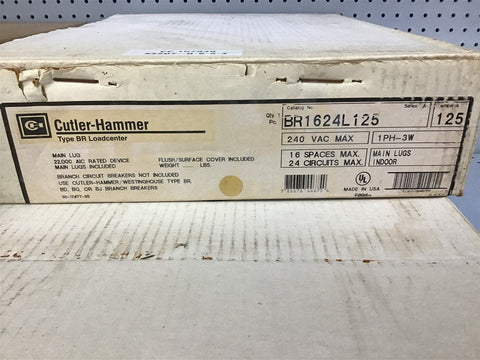 Cutler-Hammer
Type BR Loadcenter
MAIN LUG
22,000 AIC RATED DEVICE
MAIN LUGS INCLUDED
FLUSH/SURFACE COVER INCLUDED
WEIGHT LBS.
BRANCH CIRCUIT BREAKERS NOT INCLUDED
USE CUTLER-HAMMER/WESTINGHOUSE TYPE BR,
BD, BQ, OR BJ BRANCH BREAKERS
Qty. 1
Pc.
Catalog No.
BR1624L125
Series
125
240 VAC MAX
1PH-3W
16 SPACES MAX.
24 CIRCUITS MAX.
MAIN LUGS
INDOOR
UL
MADE IN USA